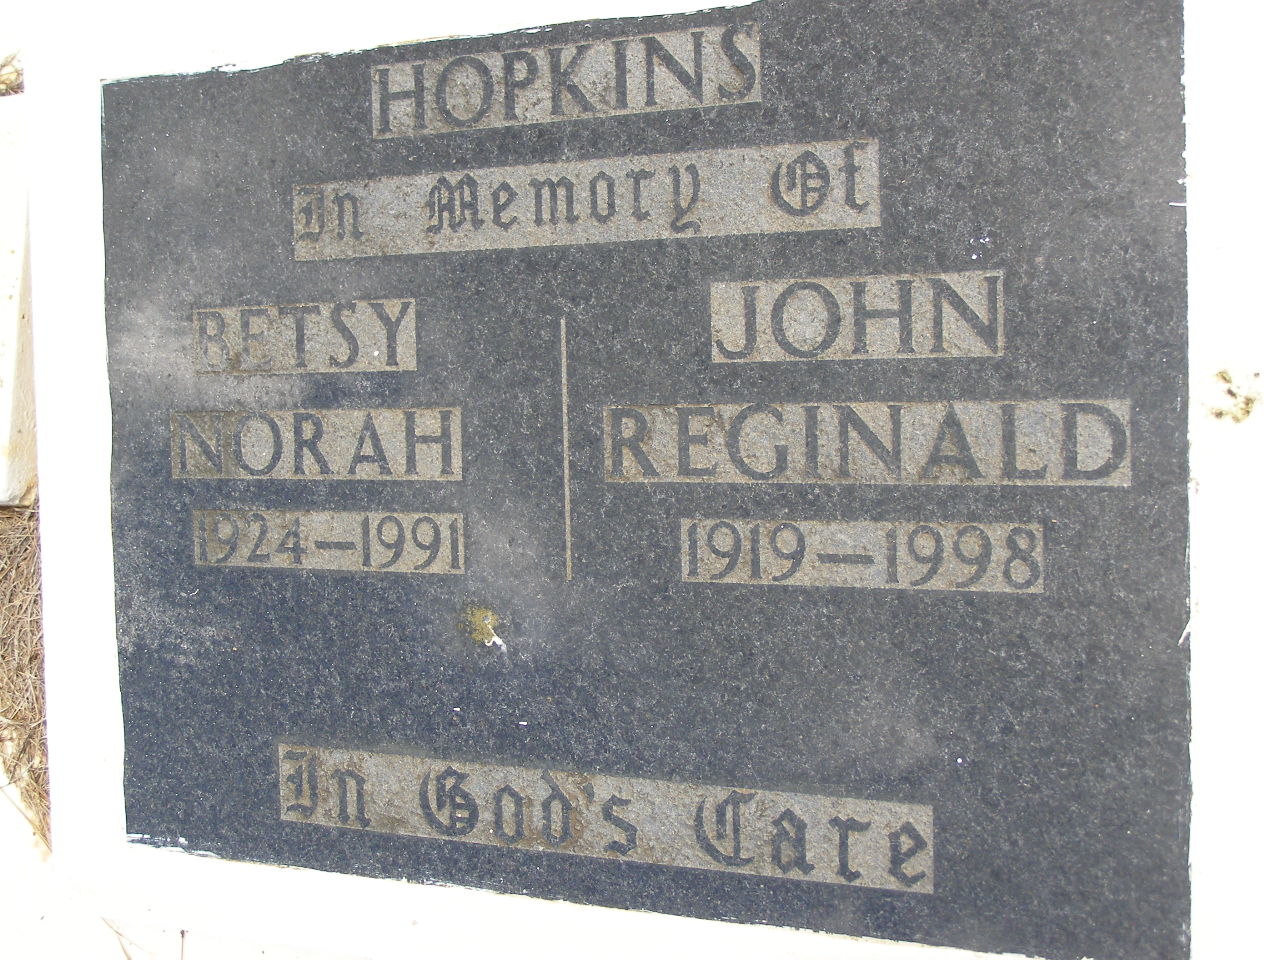 HOPKINS
In Memory Of
BETSY
NORAH
1924—1991
JOHN
REGINALD
1919—1998
In God's Care